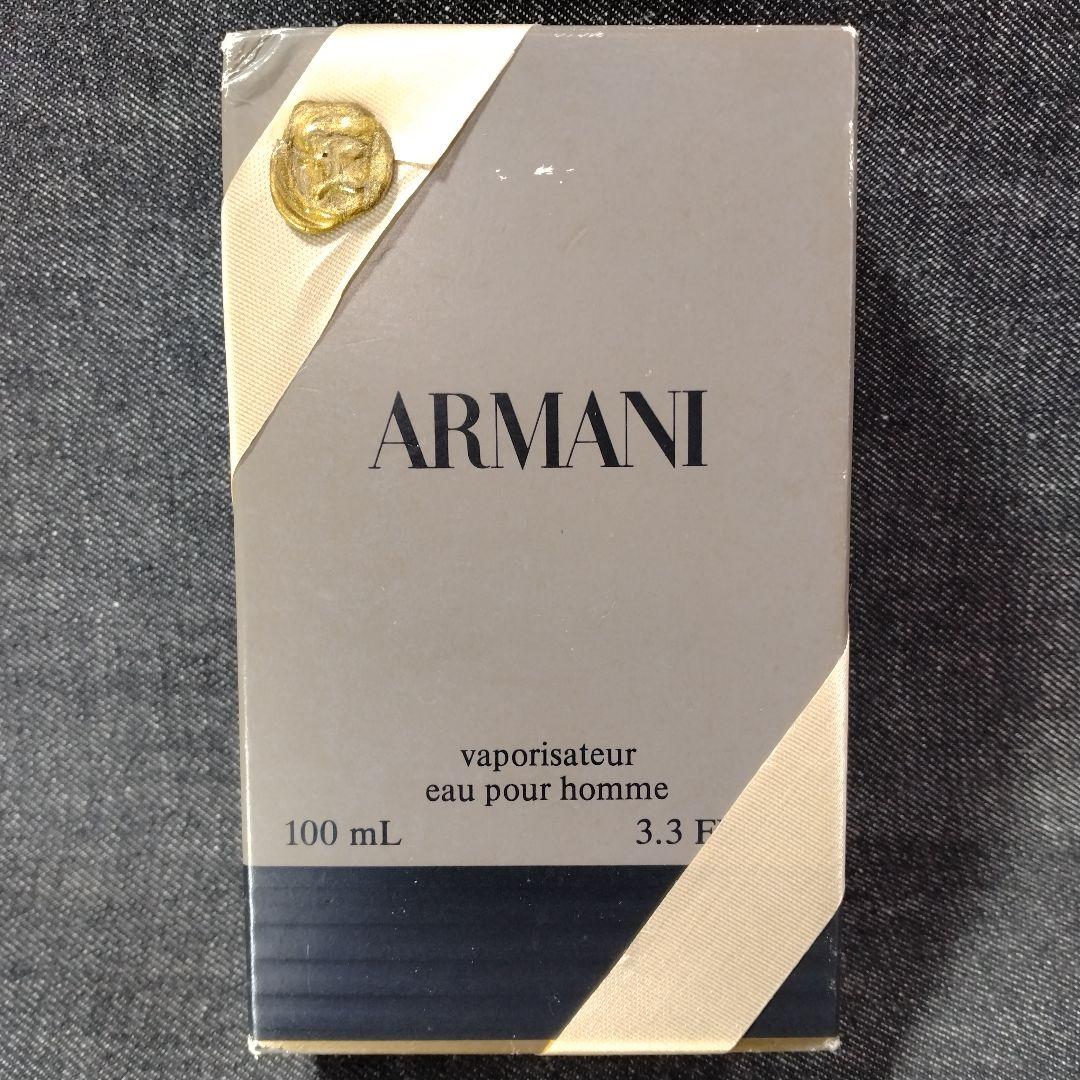 ARMANI
vaporisateur
eau pour homme
100 mL 3.3